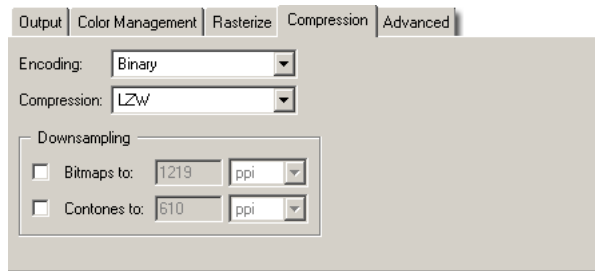 Output Color Management Rasterize Compression Advanced
Encoding: Binary
Compression: LZW
Downsampling
Bitmaps to: 1219 ppi
Contones to: 610 ppi